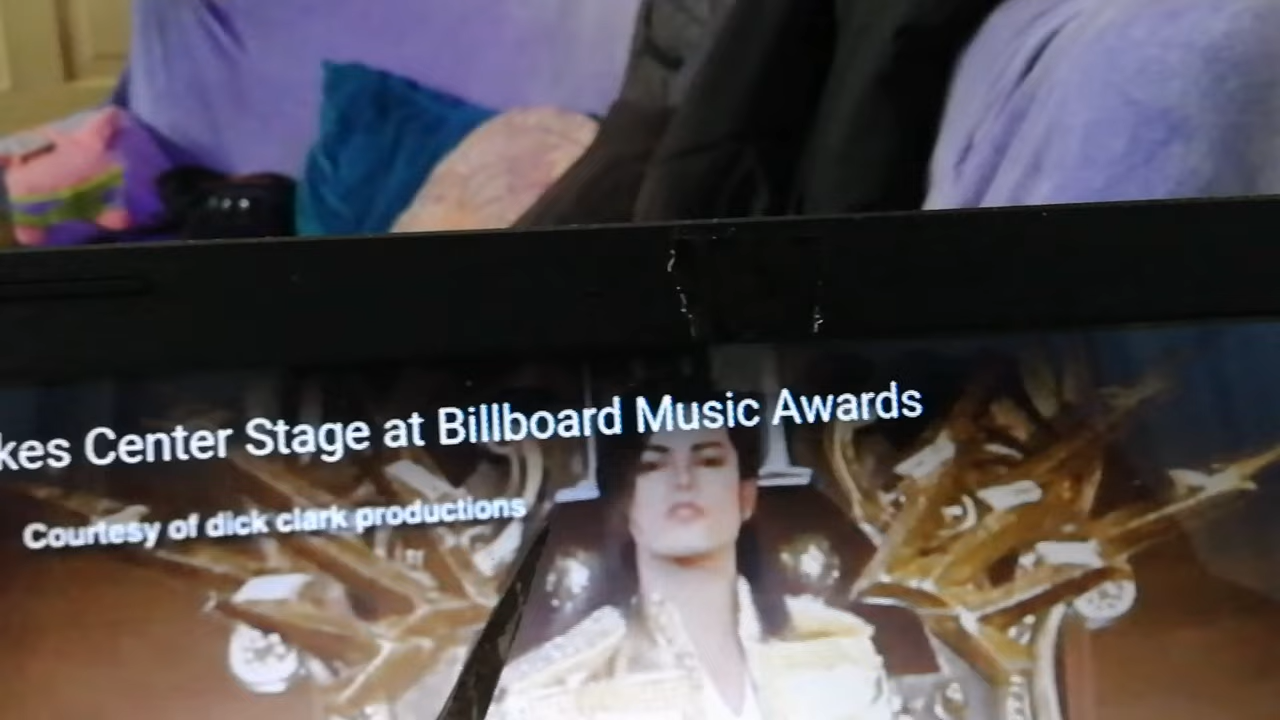 kes Center Stage at Billboard Music Awards
Courtesy of dick clark productions